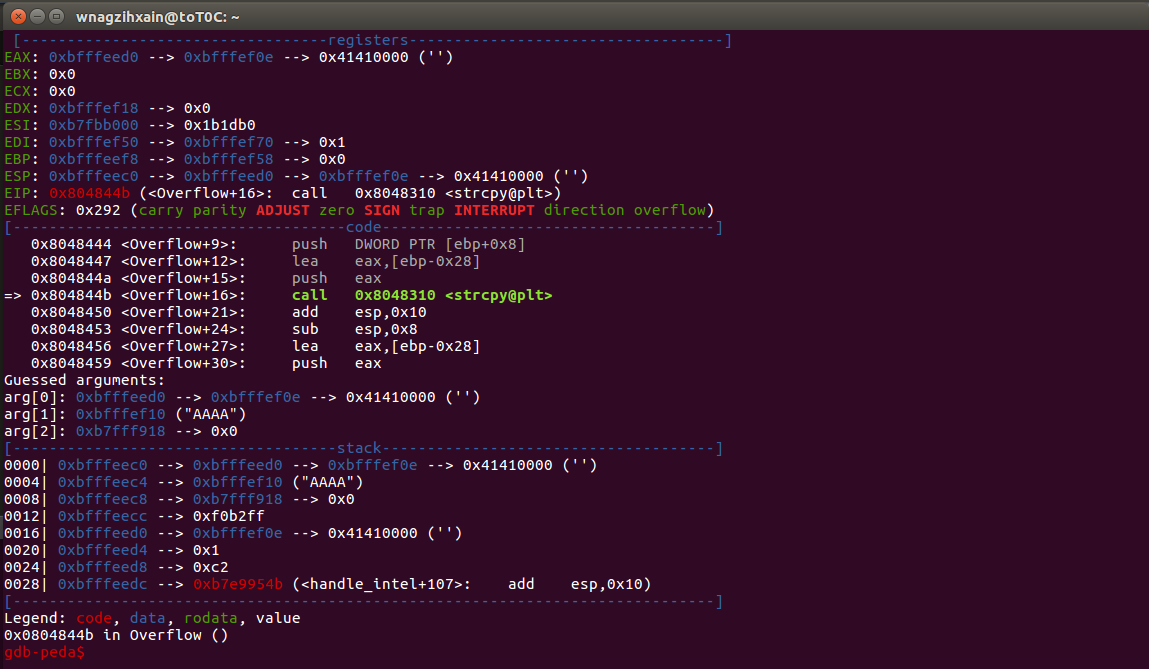 wnagzihxain@toT0C: ~
[----------------------------------registers-----------------------------------]
EAX: 0xbfffeed0 --> 0xbfffef0e --> 0x41410000 ('')
EBX: 0x0
ECX: 0x0
EDX: 0xbfffef18 --> 0x0
ESI: 0xb7fbb000 --> 0x1b1db0
EDI: 0xbfffef50 --> 0xbfffef70 --> 0x1
EBP: 0xbfffeef8 --> 0xbfffef58 --> 0x0
ESP: 0xbfffeec0 --> 0xbfffeed0 --> 0xbfffef0e --> 0x41410000 ('')
EIP: 0x804844b (<Overflow+16>: call 0x8048310 <strcpy@plt>)
EFLAGS: 0x292 (carry parity ADJUST zero SIGN trap INTERRUPT direction overflow)
[-------------------------------------code-------------------------------------]
0x8048444 <Overflow+9>: push DWORD PTR [ebp+0x8]
0x8048447 <Overflow+12>: lea eax,[ebp-0x28]
0x804844a <Overflow+15>: push eax
=> 0x804844b <Overflow+16>: call 0x8048310 <strcpy@plt>
0x8048450 <Overflow+21>: add esp,0x10
0x8048453 <Overflow+24>: sub esp,0x8
0x8048456 <Overflow+27>: lea eax,[ebp-0x28]
0x8048459 <Overflow+30>: push eax
Guessed arguments:
arg[0]: 0xbfffeed0 --> 0xbfffef0e --> 0x41410000 ('')
arg[1]: 0xbfffef10 ("AAAA")
arg[2]: 0xb7fff918 --> 0x0
[------------------------------------stack-------------------------------------]
0000| 0xbfffeec0 --> 0xbfffeed0 --> 0xbfffef0e --> 0x41410000 ('')
0004| 0xbfffeec4 --> 0xbfffef10 ("AAAA")
0008| 0xbfffeec8 --> 0xb7fff918 --> 0x0
0012| 0xbfffeecc --> 0xf0b2ff
0016| 0xbfffeed0 --> 0xbfffef0e --> 0x41410000 ('')
0020| 0xbfffeed4 --> 0x1
0024| 0xbfffeed8 --> 0xc2
0028| 0xbfffeedc --> 0xb7e9954b (<handle_intel+107>: add esp,0x10)
[------------------------------------------------------------------------------]
Legend: code, data, rodata, value
0x0804844b in Overflow ()
gdb-peda$